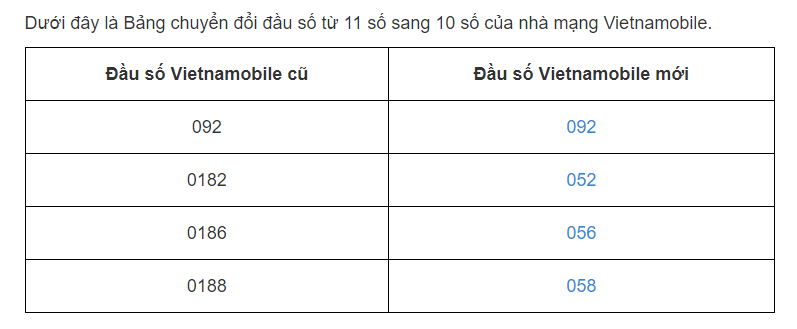 Dưới đây là Bảng chuyển đổi đầu số từ 11 số sang 10 số của nhà mạng Vietnamobile.
Đầu số Vietnamobile cũ Đầu số Vietnamobile mới
092 092
0182 052
0186 056
0188 058